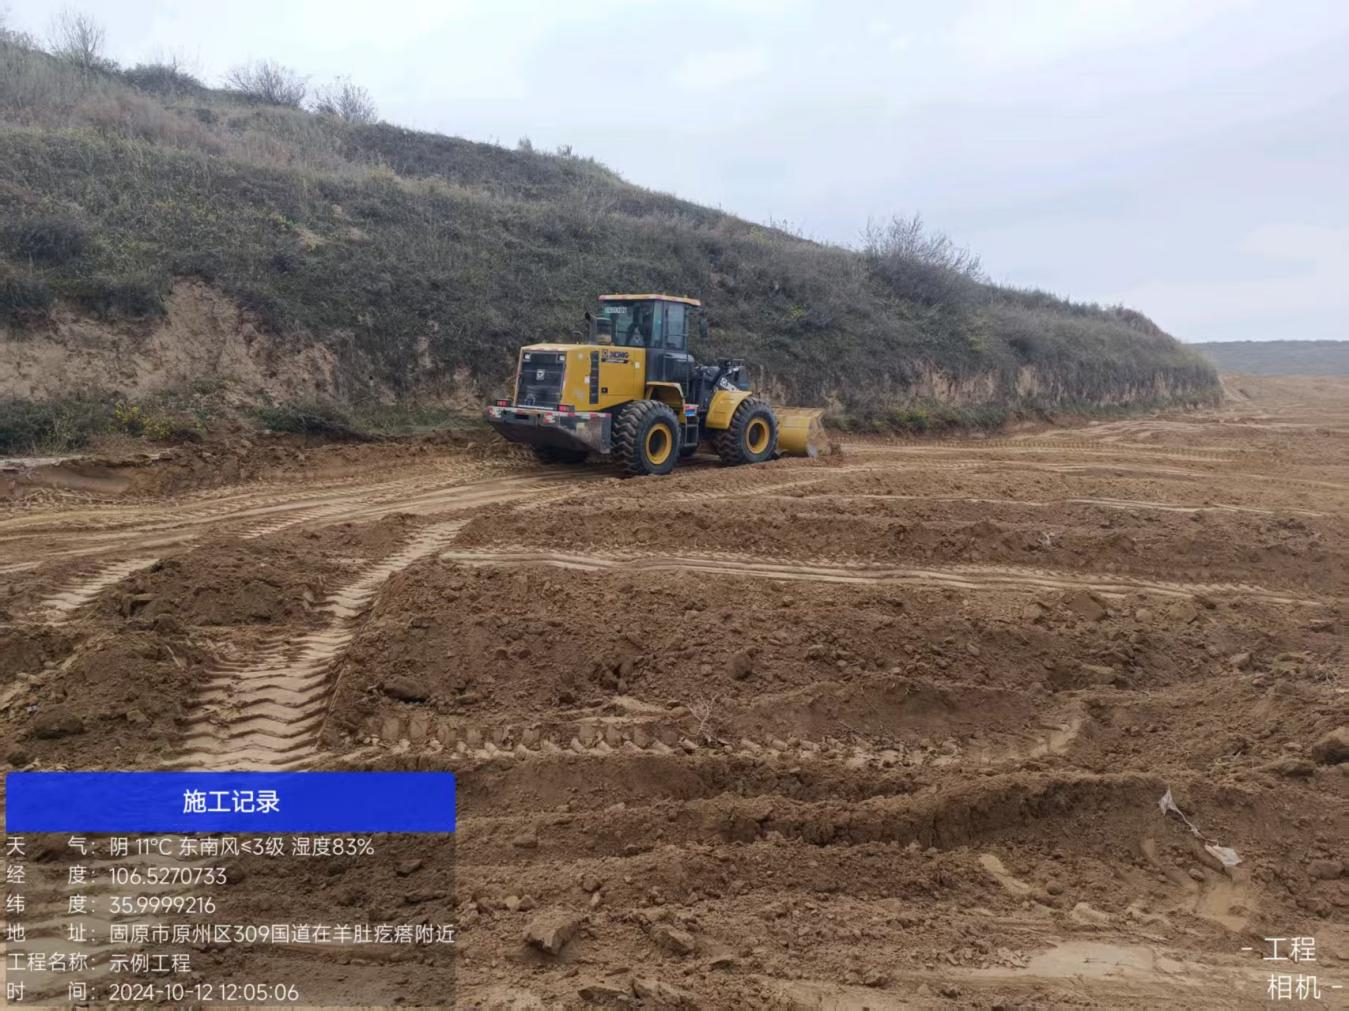 XCMG
施工记录
天 气：阴 11℃ 东南风≤3级 湿度83%
经 度：106.5270733
纬 度：35.9999216
地 址：固原市原州区309国道在羊肚疙瘩附近
工程名称：示例工程
时 间：2024-10-12 12:05:06
- 工程
相机 -